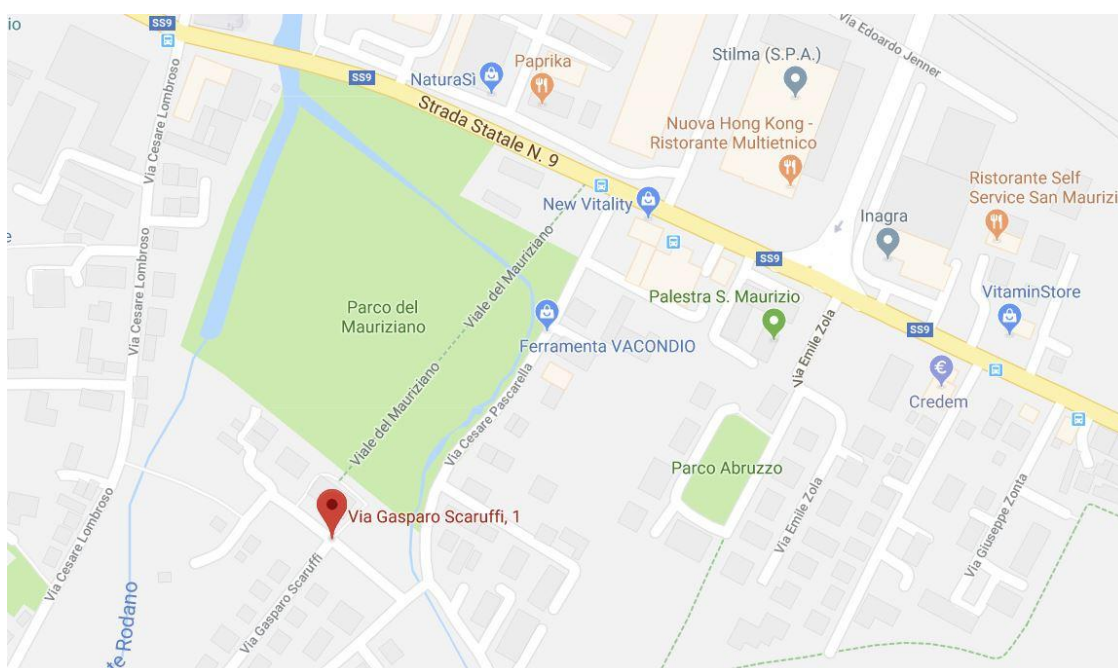 io
SS9
Via Edoardo Jenner
Stilma (S.P.A.)
Paprika
NaturaSì
SS9
Strada Statale N. 9
Via Cesare Lombroso
Nuova Hong Kong -
Ristorante Multietnico
Ristorante Self
Service San Maurizi
New Vitality
Inagra
e
Via Cesare Lombroso
Viale del Mauriziano
SS9
Palestra S. Maurizio
VitaminStore
Parco del
Mauriziano
SS9
Ferramenta VACONDIO
Via Emile Zola
Viale del Mauriziano
Via Cesare Pascarella
Credem
Parco Abruzzo
Via Gasparo Scaruffi, 1
Via Cesare Lombroso
Via Emile Zola
Via Giuseppe Zonta
Via Gasparo Scaruffi
te Rodano